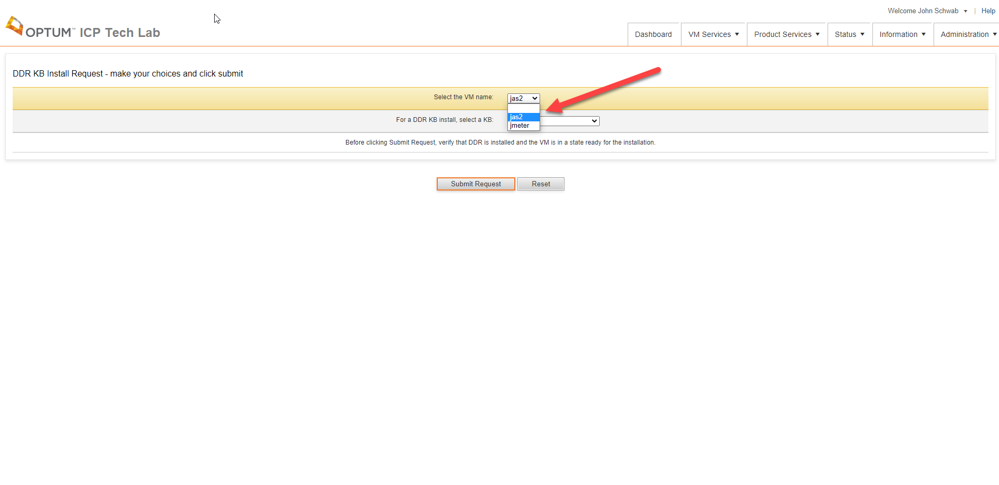 Welcome John Schwab | Help
OPTUM™ ICP Tech Lab
Dashboard VM Services Product Services Status Information Administration
DDR KB Install Request - make your choices and click submit
Select the VM name: jas2
jas2
For a DDR KB install, select a KB:
jmeter
Before clicking Submit Request, verify that DDR is installed and the VM is in a state ready for the installation.
Submit Request Reset